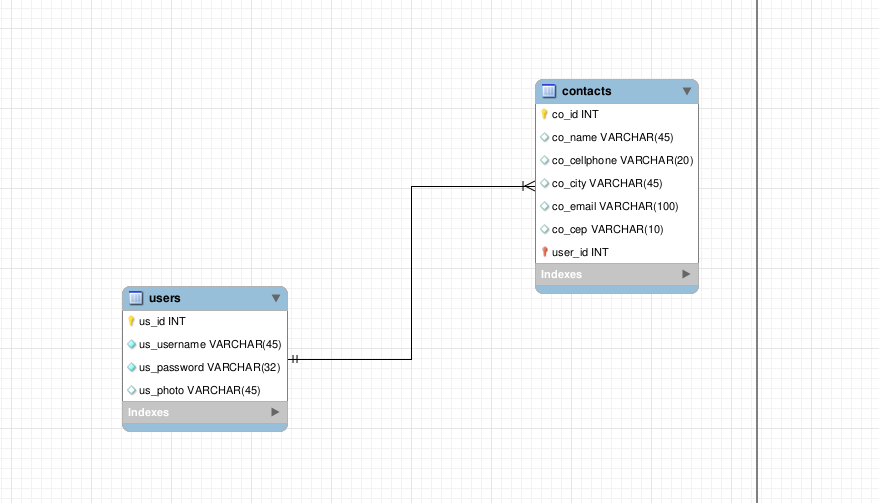 contacts
co_id INT
co_name VARCHAR(45)
co_cellphone VARCHAR(20)
co_city VARCHAR(45)
co_email VARCHAR(100)
co_cep VARCHAR(10)
user_id INT
Indexes
users
us_id INT
us_username VARCHAR(45)
us_password VARCHAR(32)
us_photo VARCHAR(45)
Indexes